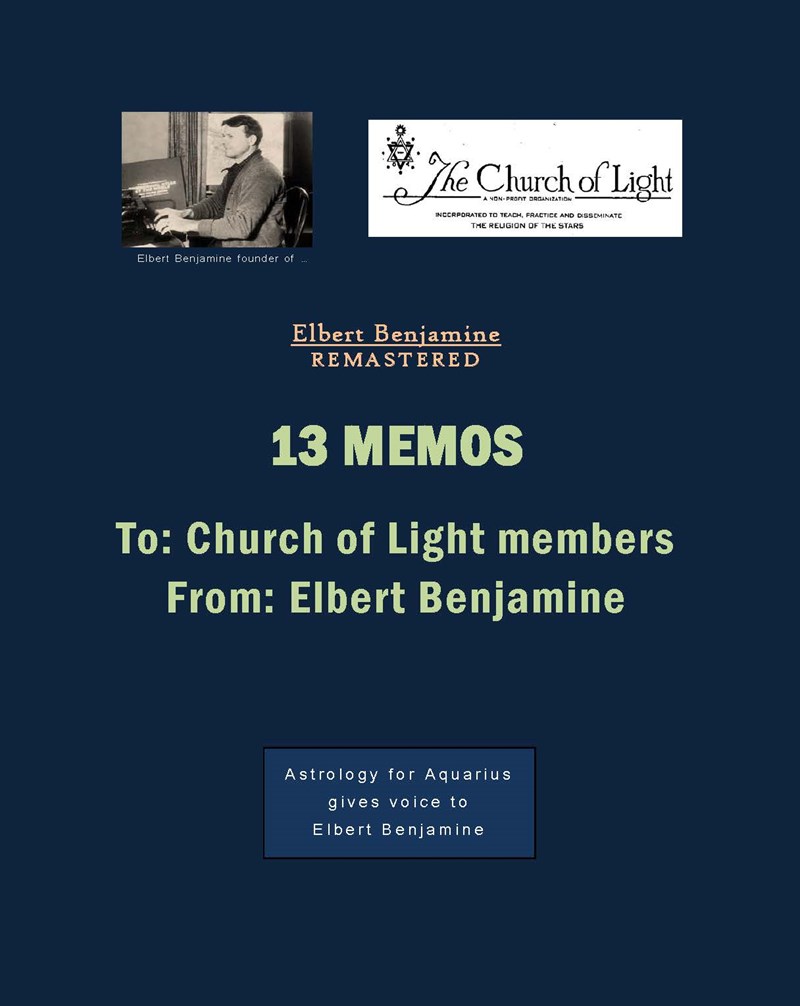 The Church of Light
A NON-PROFIT ORGANIZATION
INCORPORATED TO TEACH, PRACTICE AND DISSEMINATE
THE RELIGION OF THE STARS
Elbert Benjamine founder of ...
Elbert Benjamine
REMASTERED
13 MEMOS
To: Church of Light members
From: Elbert Benjamine
Astrology for Aquarius
gives voice to
Elbert Benjamine